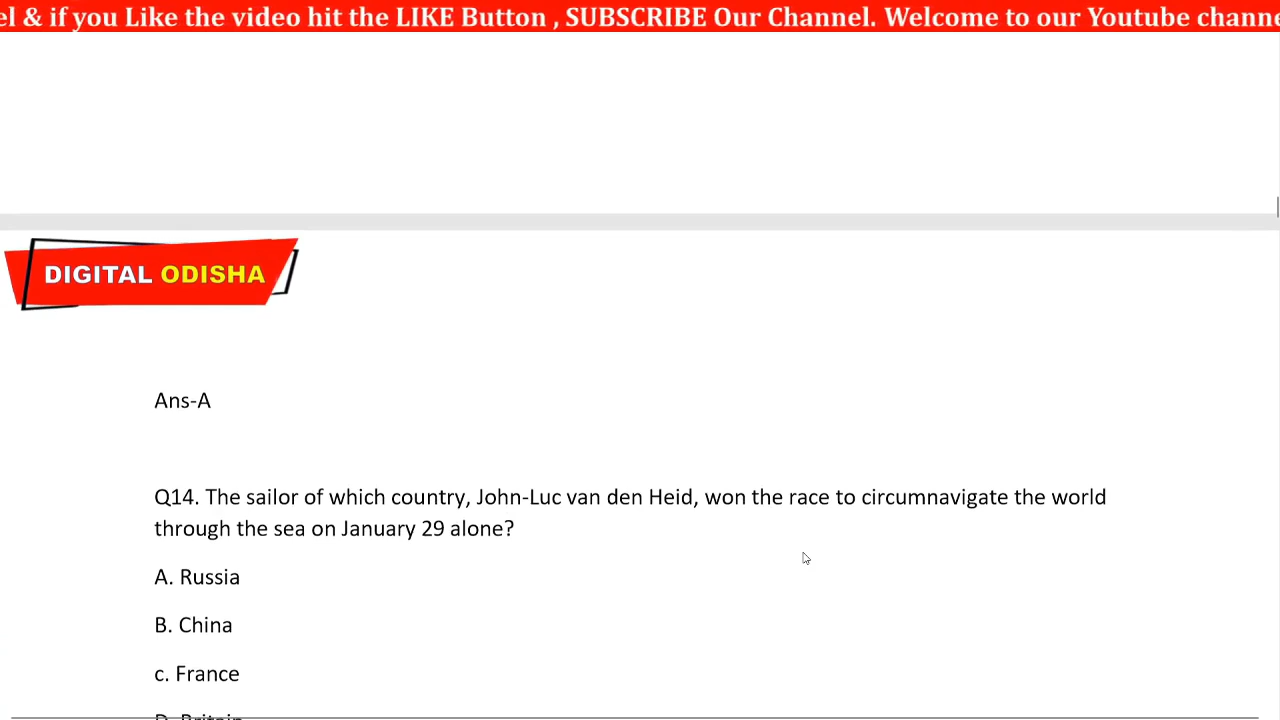 el & if you Like the video hit the LIKE Button , SUBSCRIBE Our Channel. Welcome to our Youtube channe
DIGITAL ODISHA
Ans-A
Q14. The sailor of which country, John-Luc van den Heid, won the race to circumnavigate the world
through the sea on January 29 alone?
A. Russia
B. China
c. France
D. Britain